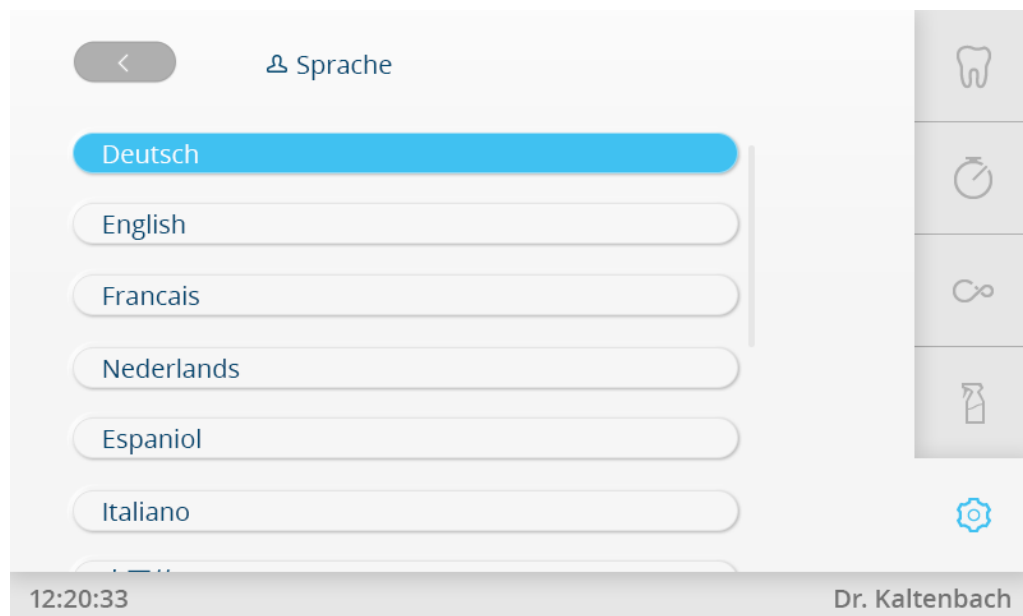 Sprache
Deutsch
English
Francais
Nederlands
Espaniol
Italiano
12:20:33
Dr. Kaltenbach